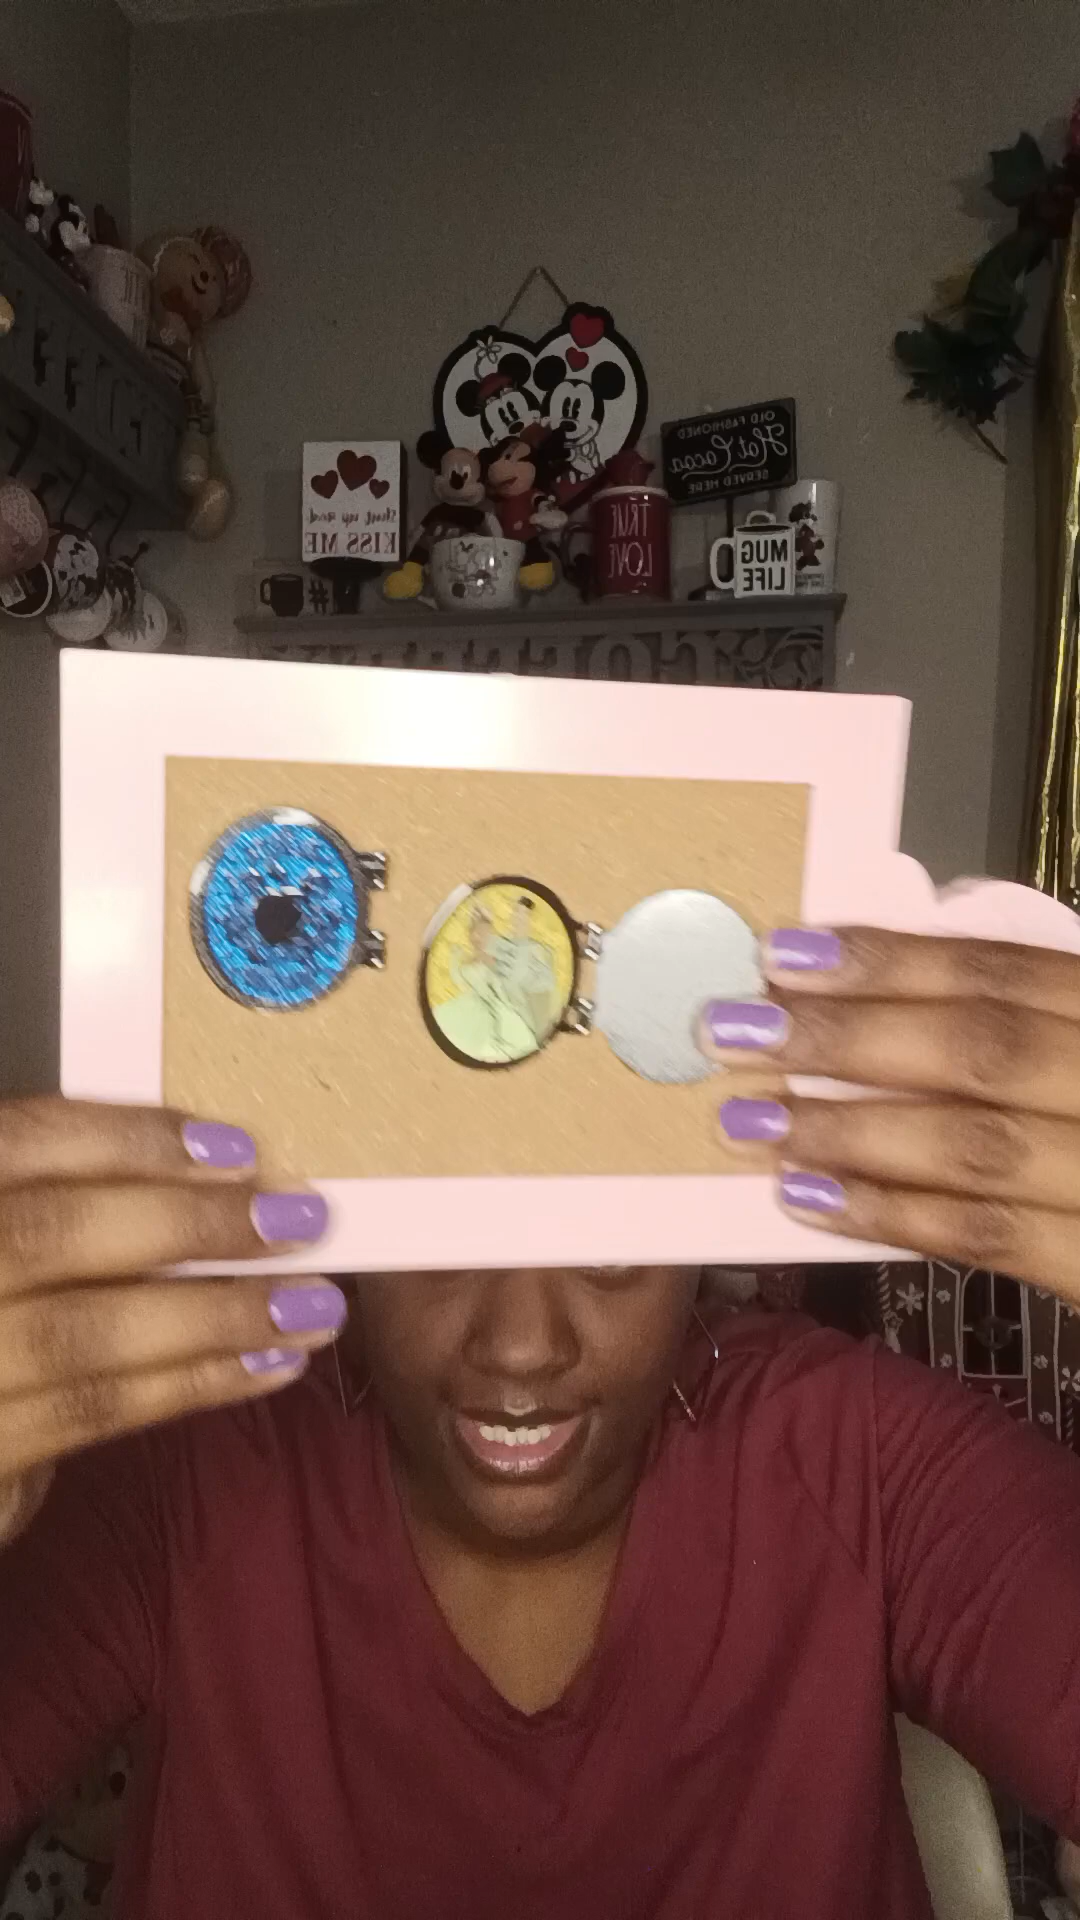 Shut up and
KISS ME
#
TRUE
LOVE
OLD FASHIONED
Hot Cocoa
SERVED HERE
MUG
LIFE